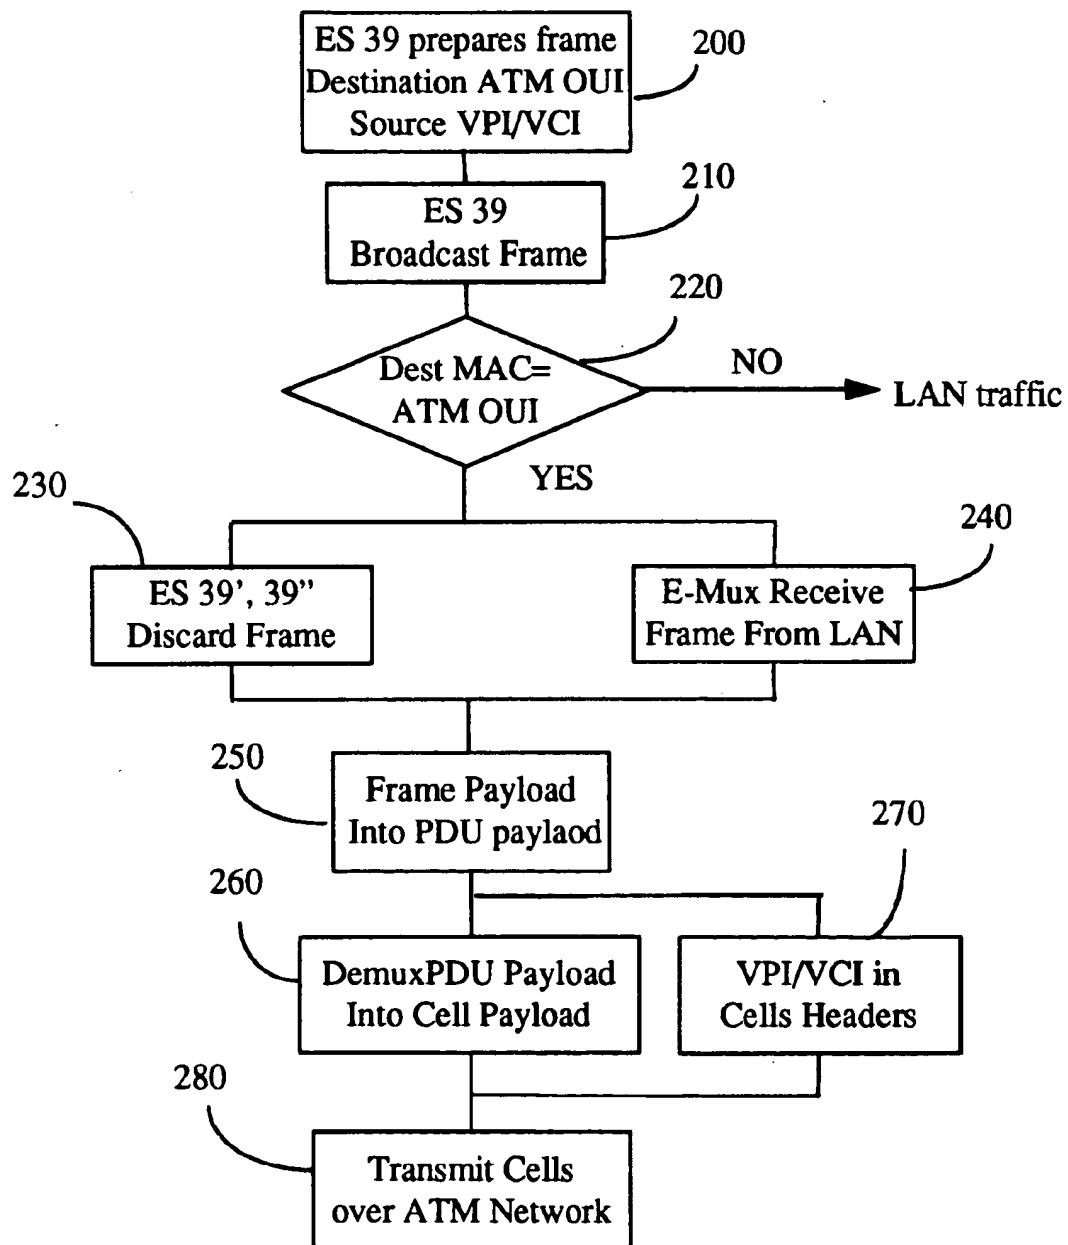 ES 39 prepares frame
Destination ATM OUI
Source VPI/VCI
200
ES 39
Broadcast Frame
210
220
Dest MAC=
ATM OUI
NO
LAN traffic
YES
230
240
ES 39’, 39”
Discard Frame
E-Mux Receive
Frame From LAN
250
Frame Payload
Into PDU paylaod
270
260
DemuxPDU Payload
Into Cell Payload
VPI/VCI in
Cells Headers
280
Transmit Cells
over ATM Network